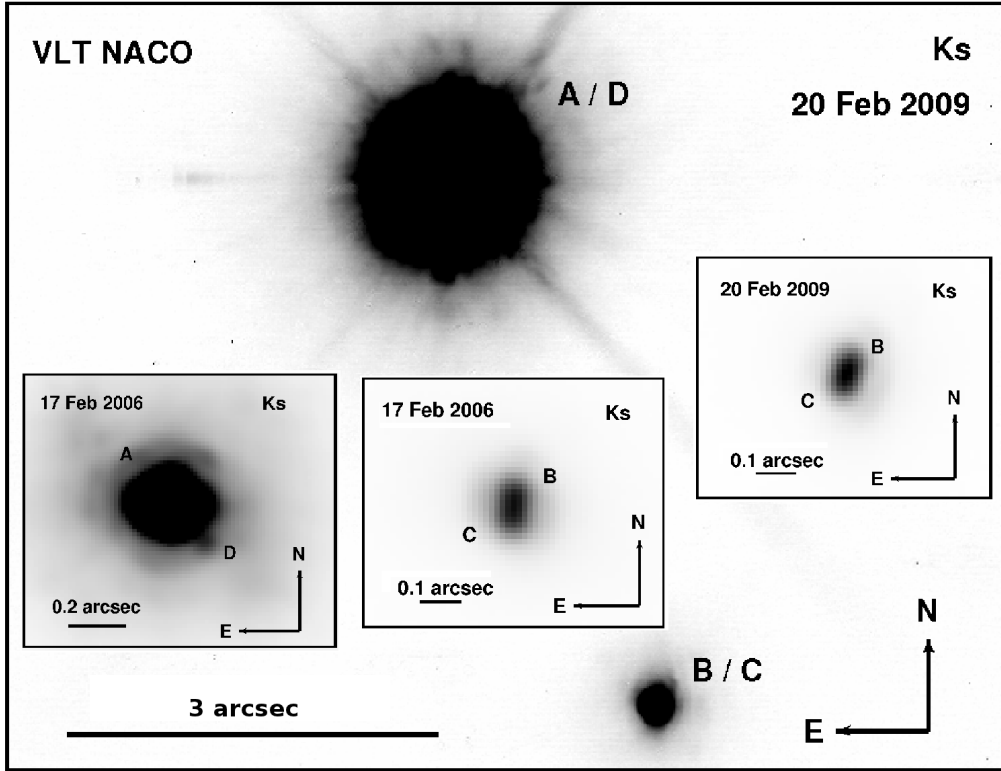 VLT NACO
Ks
A / D
20 Feb 2009
20 Feb 2009
Ks
B
C
N
0.1 arcsec
E
17 Feb 2006
Ks
A
D
N
0.2 arcsec
E
17 Feb 2006
Ks
B
C
N
0.1 arcsec
E
B / C
N
3 arcsec
E